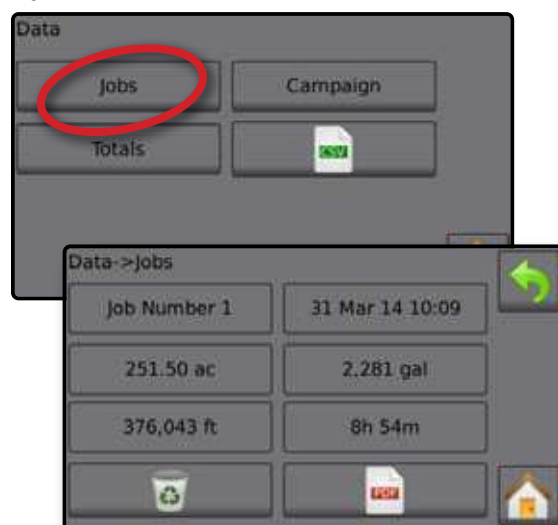 Data
Jobs Campaign
Totals CSV
Data->Jobs
Job Number 1 31 Mar 14 10:09
251.50 ac 2,281 gal
376,043 ft 8h 54m
PDF